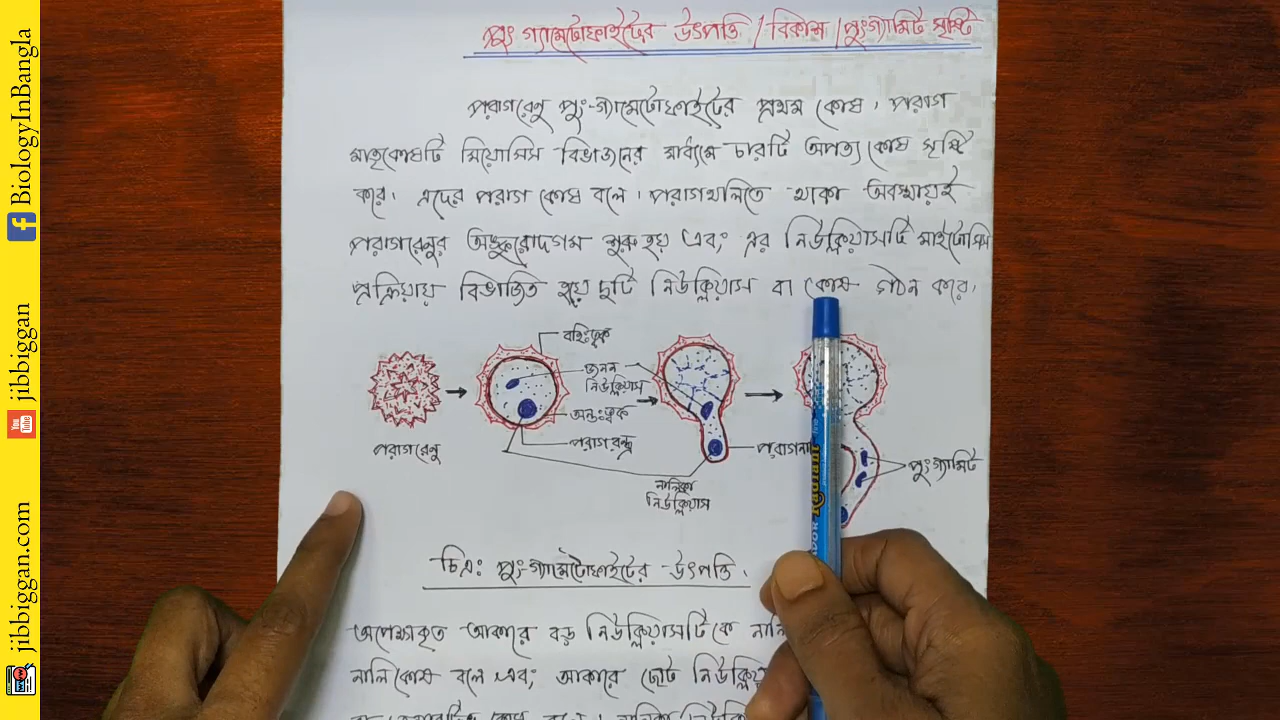 পুং গ্যামেটোফাইটের উৎপত্তি / বিকাশ / পুংগ্যামিট সৃষ্টি
পরাগরেনু পুং-গ্যামেটোফাইটের প্রথম কোষ। পরাগ
মাতৃকোষটি মিয়োসিস বিভাজনের মাধ্যমে চারটি অপত্য কোষ সৃষ্টি
করে। এদের পরাগ কোষ বলে। পরাগথলিতে থাকা অবস্থায়ই
পরাগরেনুর অঙ্কুরোদগম শুরু হয় এবং এর নিউক্লিয়াসটি মাইটোসিস
প্রক্রিয়ায় বিভাজিত হয়ে দুটি নিউক্লিয়াস বা কোষ গঠন করে।
বহিঃত্বক
জনন
নিউক্লিয়াস
অন্তঃত্বক
পরাগরন্ধ্র
পরাগরেনু
নালিকা
নিউক্লিয়াস
পরাগনা
পুংগ্যামিট
চিত্র: পুং-গ্যামেটোফাইটের উৎপত্তি।
অপেক্ষাকৃত আকারে বড় নিউক্লিয়াসটিকে
নালিকোষ বলে এবং আকারে ছোট
BiologyInBangla
jibbiggan
You Tube
jibbiggan.com
Radiant